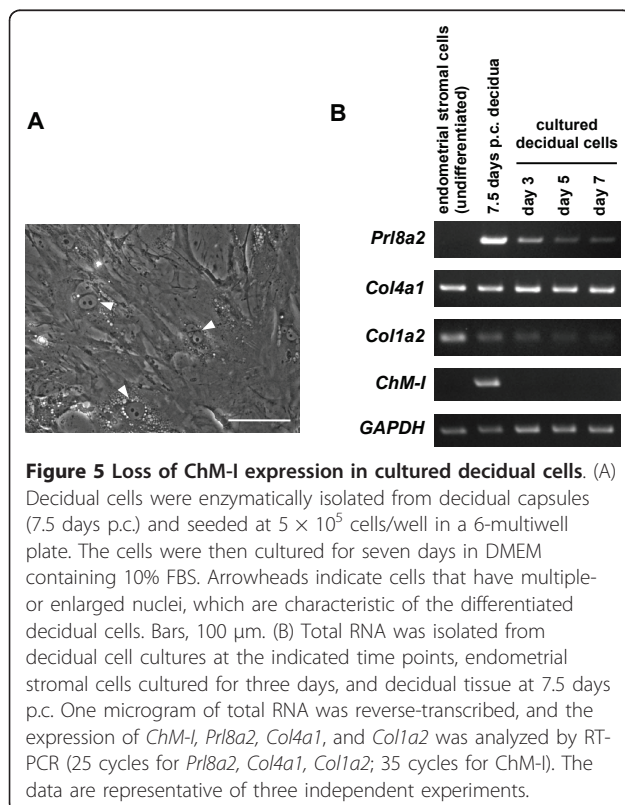 A
B
endometrial stromal cells
(undifferentiated)
7.5 days p.c. decidua
cultured
decidual cells
day 3
day 5
day 7
Prl8a2
Col4a1
Col1a2
ChM-I
GAPDH
Figure 5 Loss of ChM-I expression in cultured decidual cells. (A)
Decidual cells were enzymatically isolated from decidual capsules
(7.5 days p.c.) and seeded at 5 × 10⁵ cells/well in a 6-multiwell
plate. The cells were then cultured for seven days in DMEM
containing 10% FBS. Arrowheads indicate cells that have multiple-
or enlarged nuclei, which are characteristic of the differentiated
decidual cells. Bars, 100 μm. (B) Total RNA was isolated from
decidual cell cultures at the indicated time points, endometrial
stromal cells cultured for three days, and decidual tissue at 7.5 days
p.c. One microgram of total RNA was reverse-transcribed, and the
expression of ChM-I, Prl8a2, Col4a1, and Col1a2 was analyzed by RT-
PCR (25 cycles for Prl8a2, Col4a1, Col1a2; 35 cycles for ChM-I). The
data are representative of three independent experiments.